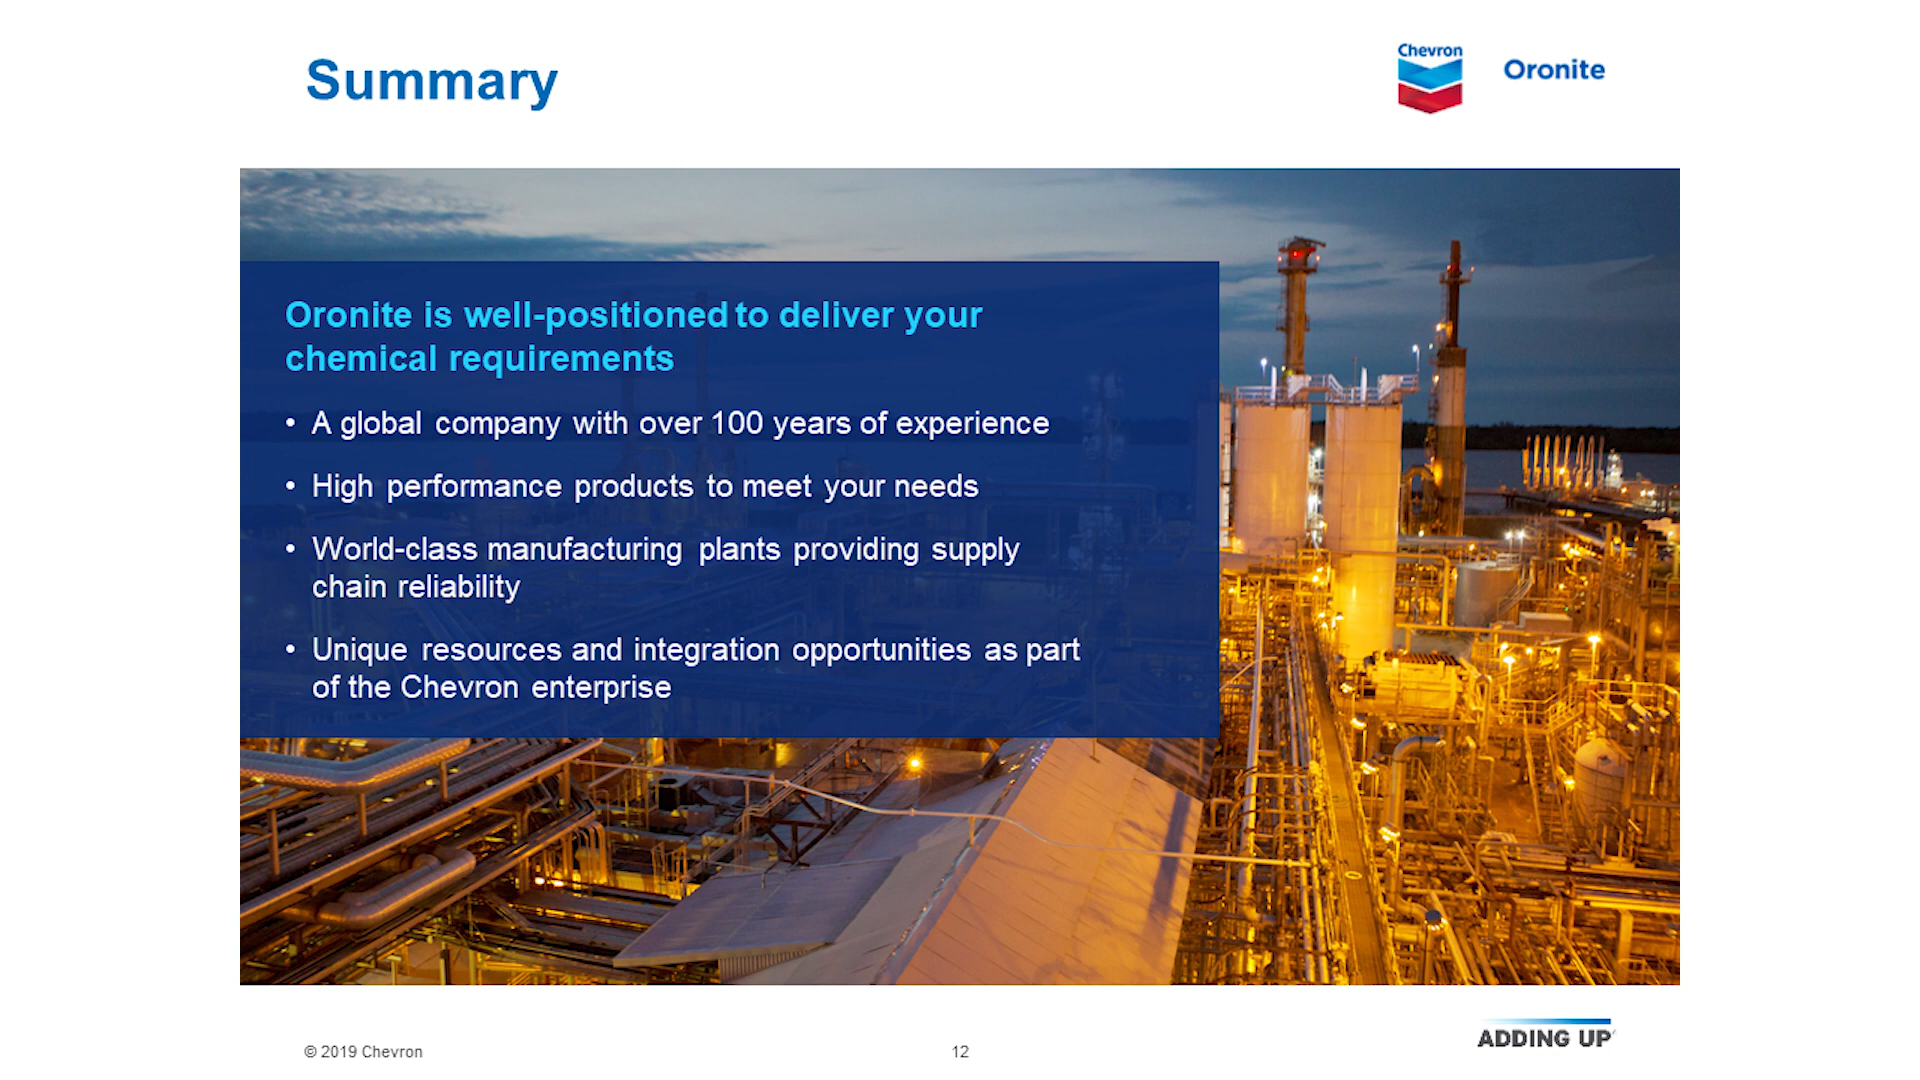 Summary
Chevron
Oronite
Oronite is well-positioned to deliver your
chemical requirements
• A global company with over 100 years of experience
• High performance products to meet your needs
• World-class manufacturing plants providing supply
chain reliability
• Unique resources and integration opportunities as part
of the Chevron enterprise
© 2019 Chevron
12
ADDING UP